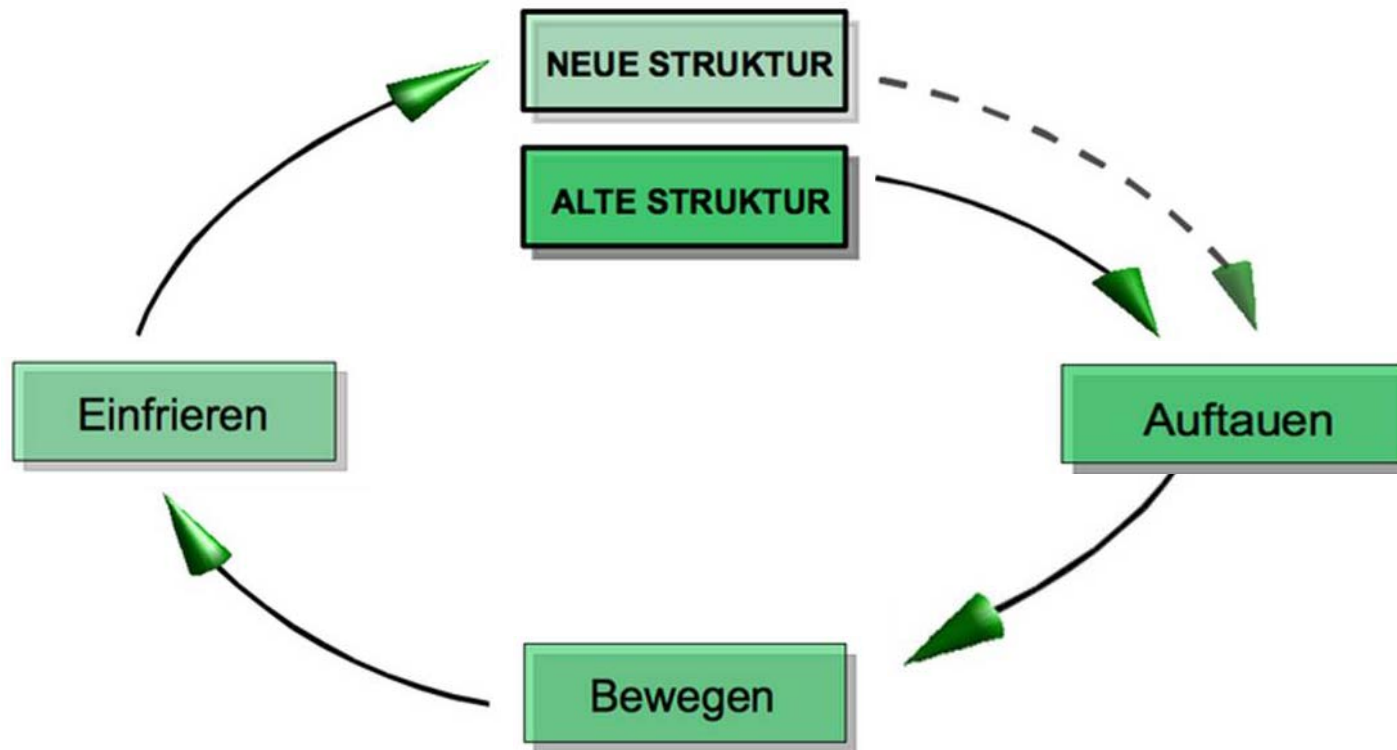 NEUE STRUKTUR
ALTE STRUKTUR
Einfrieren
Auftauen
Bewegen